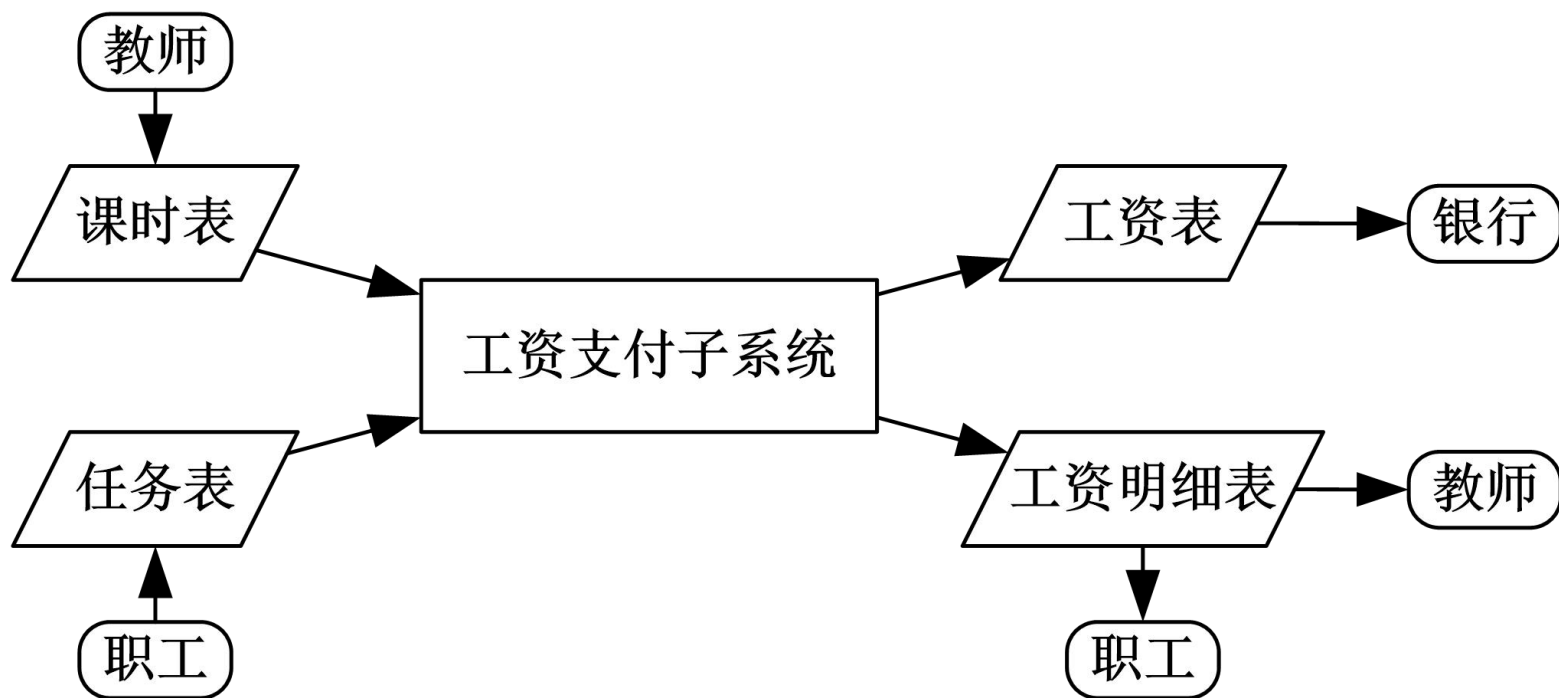 教师
课时表
工资表
银行
工资支付子系统
任务表
工资明细表
教师
职工
职工